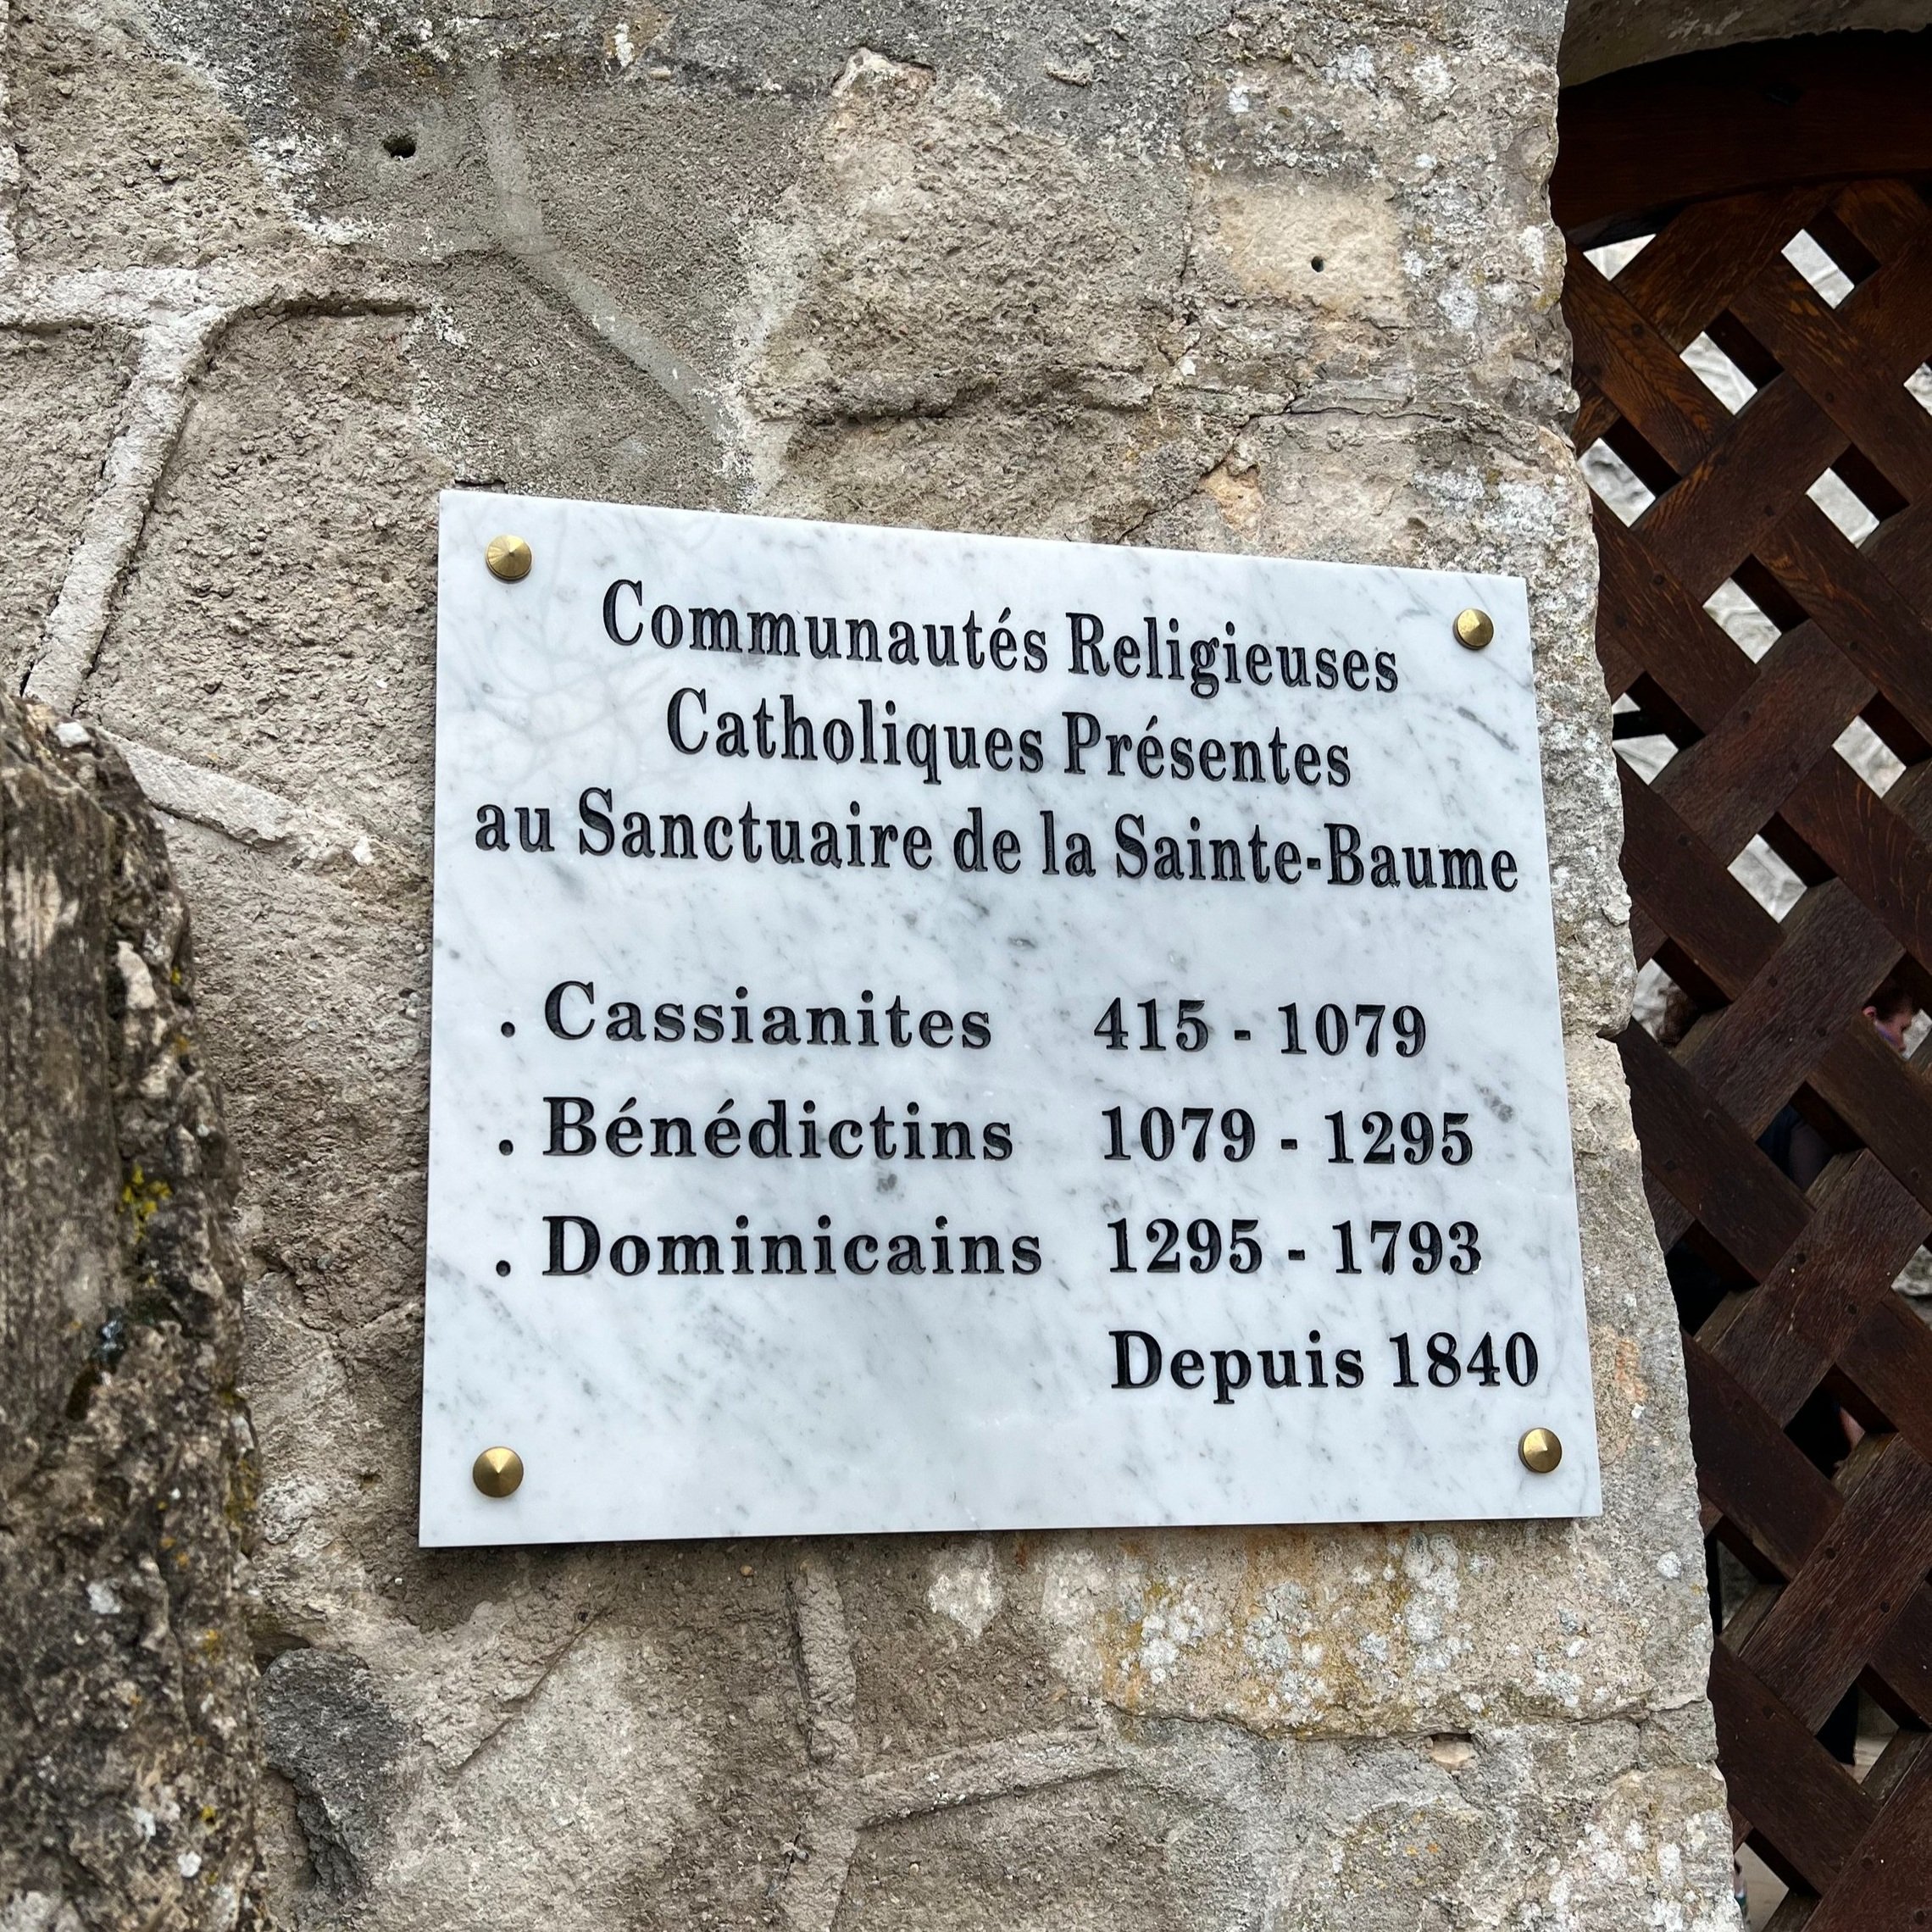 Communautés Religieuses
Catholiques Présentes
au Sanctuaire de la Sainte-Baume
. Cassianites 415 - 1079
. Bénédictins 1079 - 1295
. Dominicains 1295 - 1793
Depuis 1840